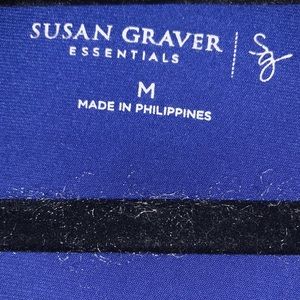 SUSAN GRAVER
ESSENTIALS
Sg
M
MADE IN PHILIPPINES